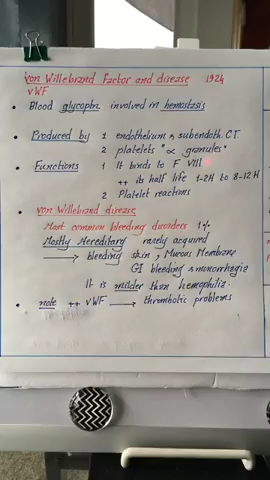 von Willebrand Factor and disease 1924
vWF
• Blood glycoptn involved in hemostasis
• Produced by 1 endothelium & subendoth CT
2 platelets "α granules"
• Functions 1 It binds to F VIII
++ its half life 1-2H to 8-12H
2 Platelet reactions
• von Willebrand disease
Most common bleeding disorders 1%
Mostly Hereditary rarely acquired
→ bleeding skin, Mucous Membrane
GI bleeding & monorrhagia
It is milder than hemophilia
• note ++ vWF → thrombotic problems